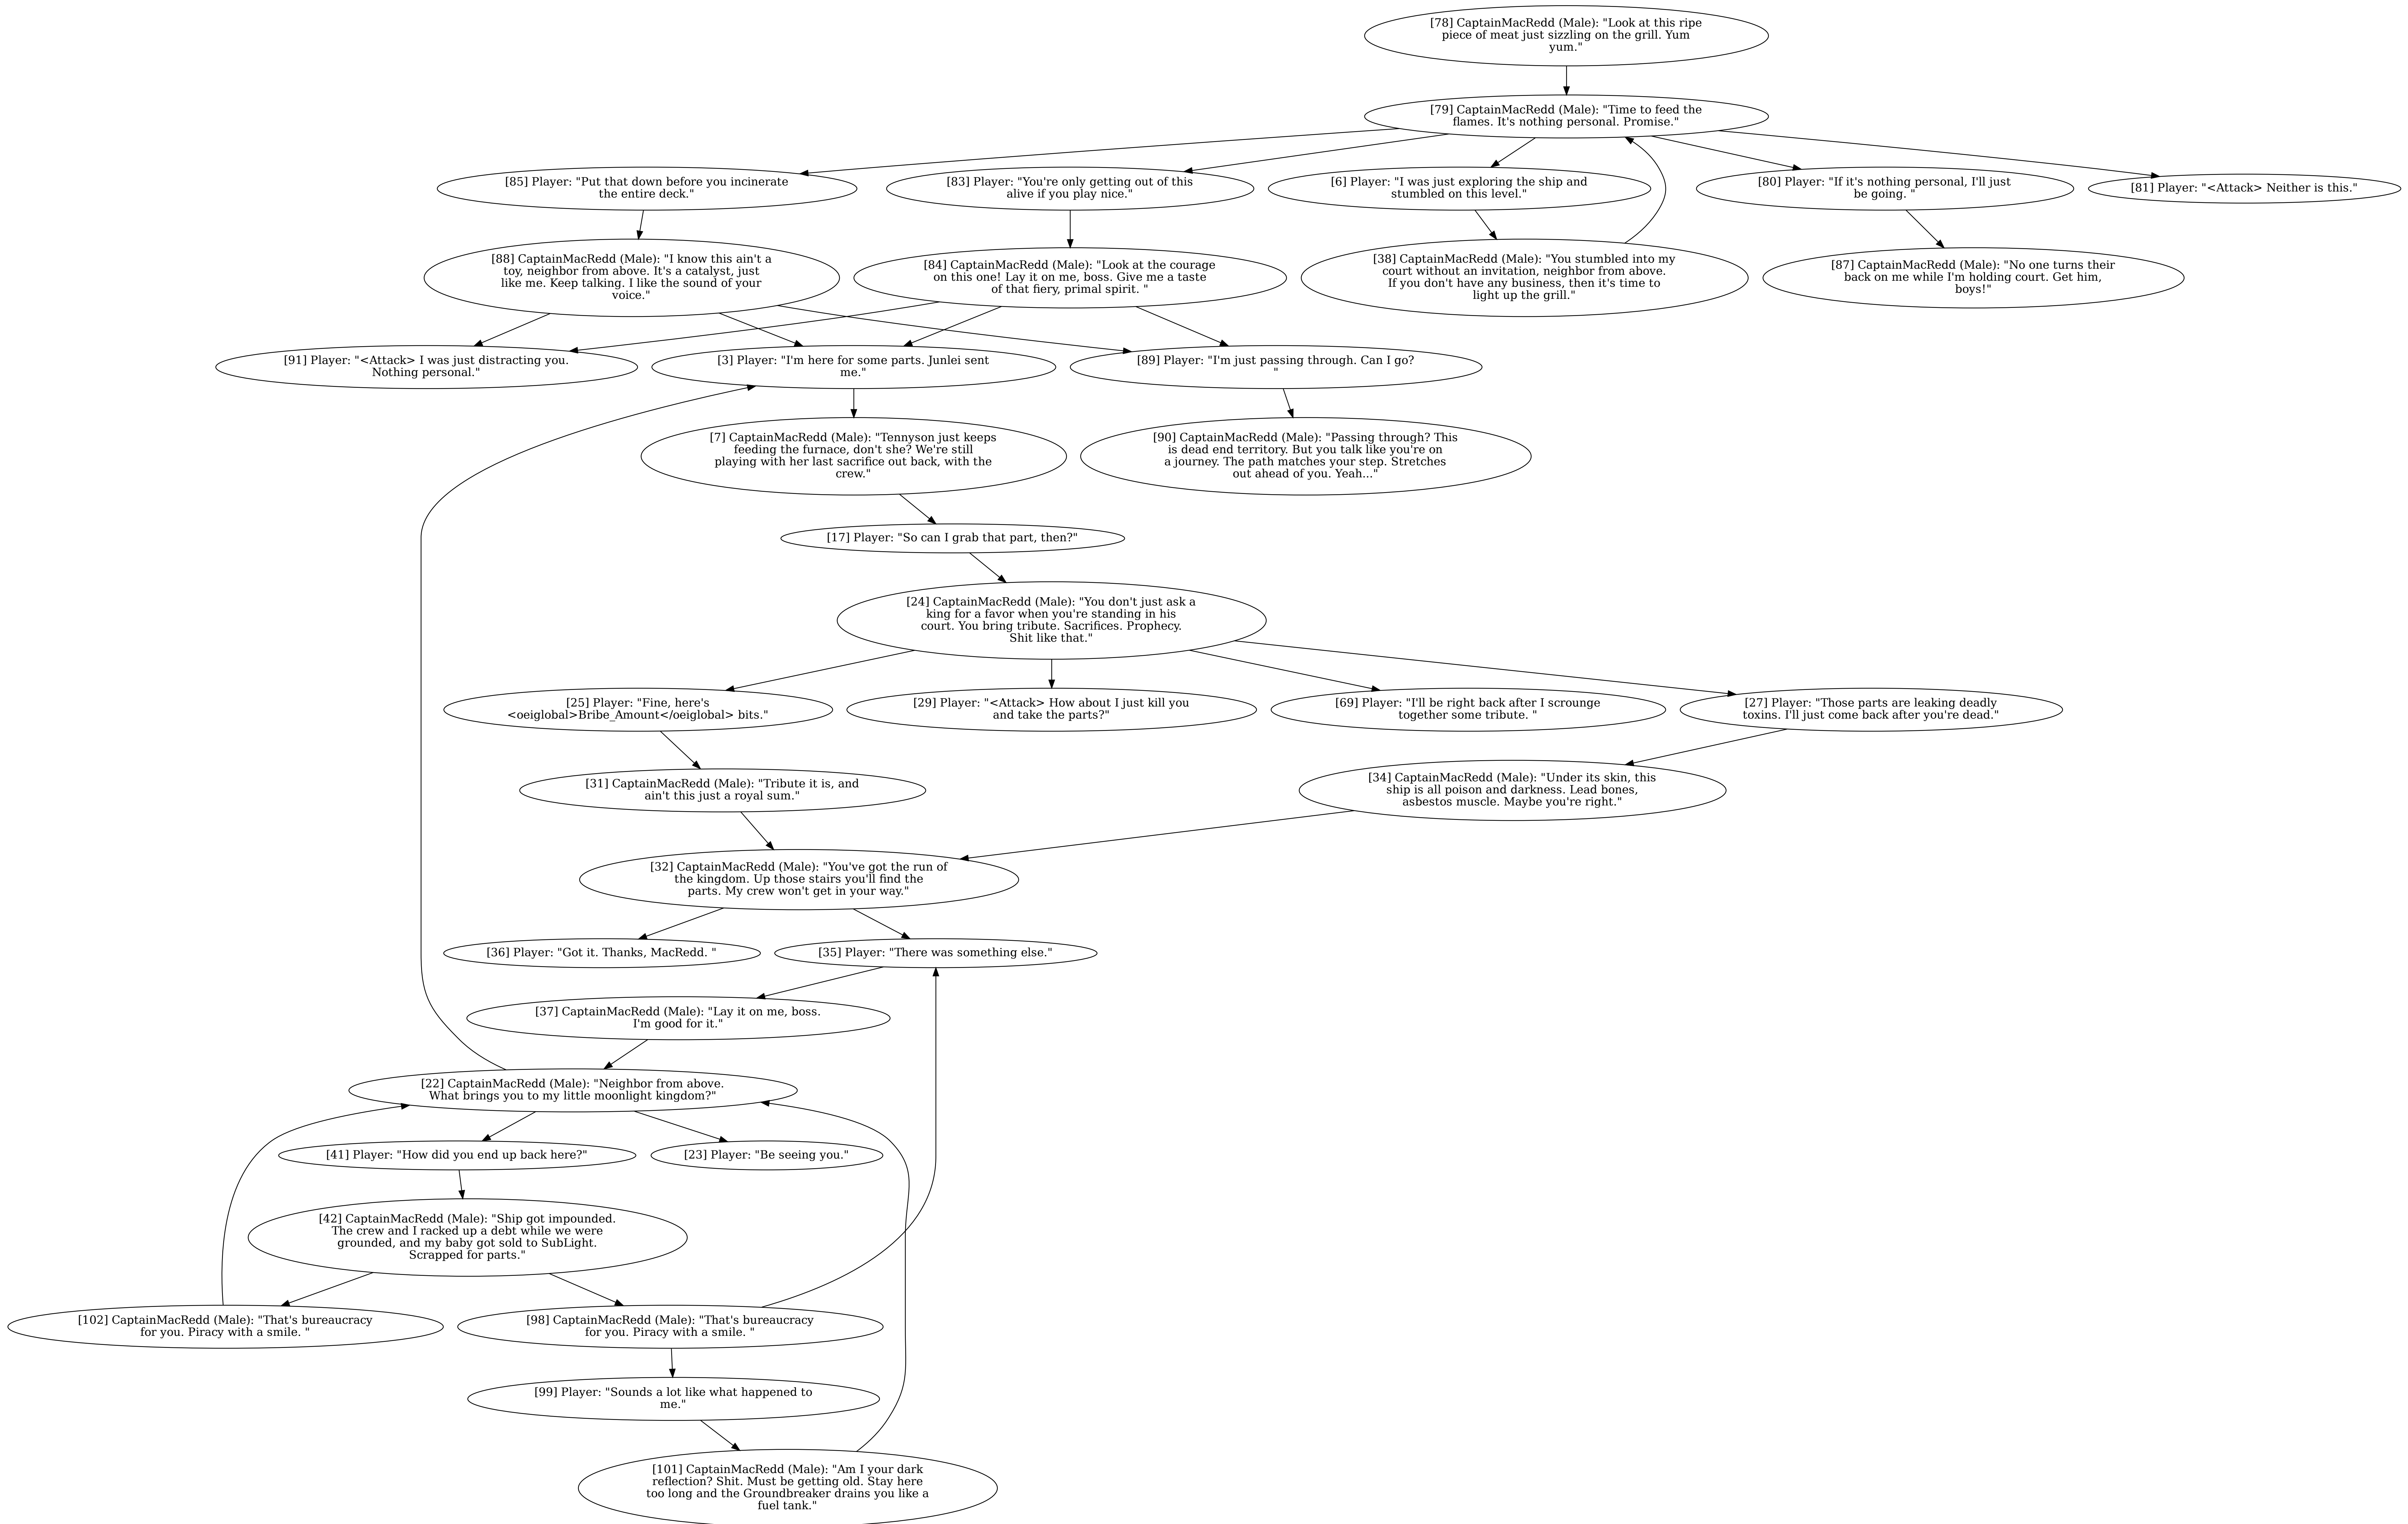 [78] CaptainMacRedd (Male): "Look at this ripe
piece of meat just sizzling on the grill. Yum
yum."
[79] CaptainMacRedd (Male): "Time to feed the
flames. It's nothing personal. Promise."
[85] Player: "Put that down before you incinerate
the entire deck."
[83] Player: "You're only getting out of this
alive if you play nice."
[6] Player: "I was just exploring the ship and
stumbled on this level."
[80] Player: "If it's nothing personal, I'll just
be going. "
[81] Player: "<Attack> Neither is this."
[88] CaptainMacRedd (Male): "I know this ain't a
toy, neighbor from above. It's a catalyst, just
like me. Keep talking. I like the sound of your
voice."
[84] CaptainMacRedd (Male): "Look at the courage
on this one! Lay it on me, boss. Give me a taste
of that fiery, primal spirit. "
[38] CaptainMacRedd (Male): "You stumbled into my
court without an invitation, neighbor from above.
If you don't have any business, then it's time to
light up the grill."
[87] CaptainMacRedd (Male): "No one turns their
back on me while I'm holding court. Get him,
boys!"
[91] Player: "<Attack> I was just distracting you.
Nothing personal."
[3] Player: "I'm here for some parts. Junlei sent
me."
[89] Player: "I'm just passing through. Can I go?
"
[7] CaptainMacRedd (Male): "Tennyson just keeps
feeding the furnace, don't she? We're still
playing with her last sacrifice out back, with the
crew."
[90] CaptainMacRedd (Male): "Passing through? This
is dead end territory. But you talk like you're on
a journey. The path matches your step. Stretches
out ahead of you. Yeah..."
[17] Player: "So can I grab that part, then?"
[24] CaptainMacRedd (Male): "You don't just ask a
king for a favor when you're standing in his
court. You bring tribute. Sacrifices. Prophecy.
Shit like that."
[25] Player: "Fine, here's
<oeiglobal>Bribe_Amount</oeiglobal> bits."
[29] Player: "<Attack> How about I just kill you
and take the parts?"
[69] Player: "I'll be right back after I scrounge
together some tribute. "
[27] Player: "Those parts are leaking deadly
toxins. I'll just come back after you're dead."
[31] CaptainMacRedd (Male): "Tribute it is, and
ain't this just a royal sum."
[34] CaptainMacRedd (Male): "Under its skin, this
ship is all poison and darkness. Lead bones,
asbestos muscle. Maybe you're right."
[32] CaptainMacRedd (Male): "You've got the run of
the kingdom. Up those stairs you'll find the
parts. My crew won't get in your way."
[36] Player: "Got it. Thanks, MacRedd. "
[35] Player: "There was something else."
[37] CaptainMacRedd (Male): "Lay it on me, boss.
I'm good for it."
[22] CaptainMacRedd (Male): "Neighbor from above.
What brings you to my little moonlight kingdom?"
[41] Player: "How did you end up back here?"
[23] Player: "Be seeing you."
[42] CaptainMacRedd (Male): "Ship got impounded.
The crew and I racked up a debt while we were
grounded, and my baby got sold to SubLight.
Scrapped for parts."
[102] CaptainMacRedd (Male): "That's bureaucracy
for you. Piracy with a smile. "
[98] CaptainMacRedd (Male): "That's bureaucracy
for you. Piracy with a smile. "
[99] Player: "Sounds a lot like what happened to
me."
[101] CaptainMacRedd (Male): "Am I your dark
reflection? Shit. Must be getting old. Stay here
too long and the Groundbreaker drains you like a
fuel tank."